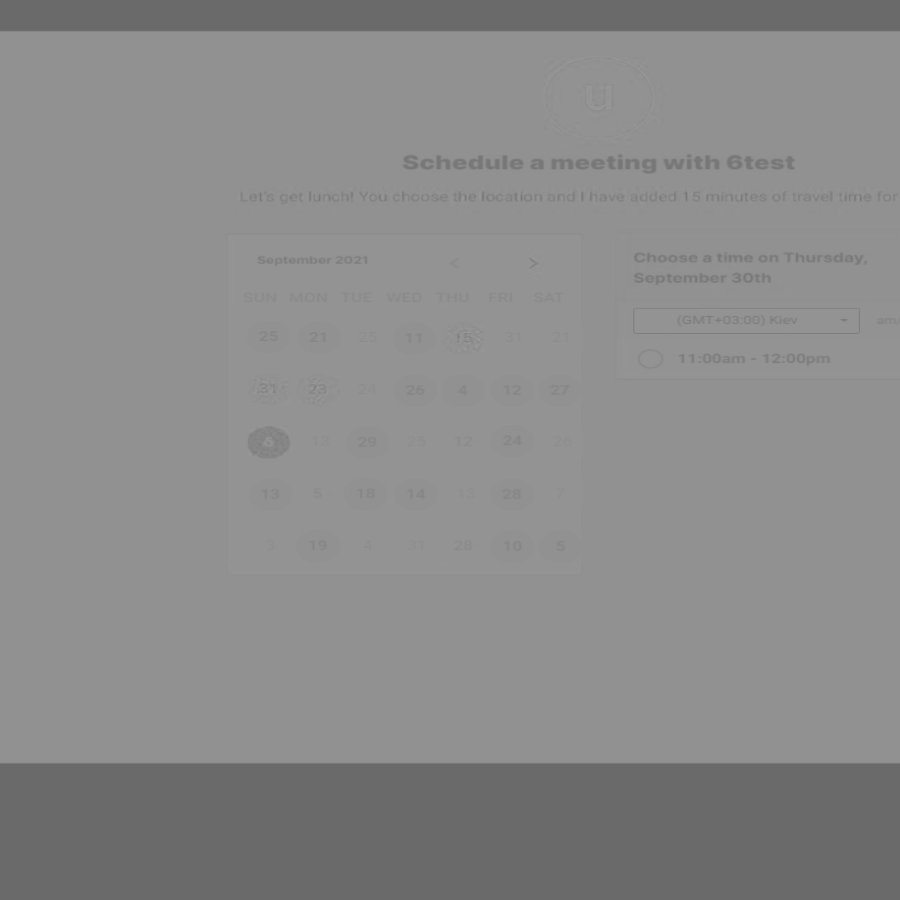 u
Schedule a meeting with 6test
Let's get lunch! You choose the location and I have added 15 minutes of travel time for
September 2021 < >
SUN MON TUE WED THU FRI SAT
25 21 25 11 15 31 21
31 23 24 26 4 12 27
6 15 29 25 12 24 26
13 5 18 14 13 28 7
3 19 4 31 28 10 5
Choose a time on Thursday,
September 30th
(GMT+03:00) Kiev am/
11:00am - 12:00pm